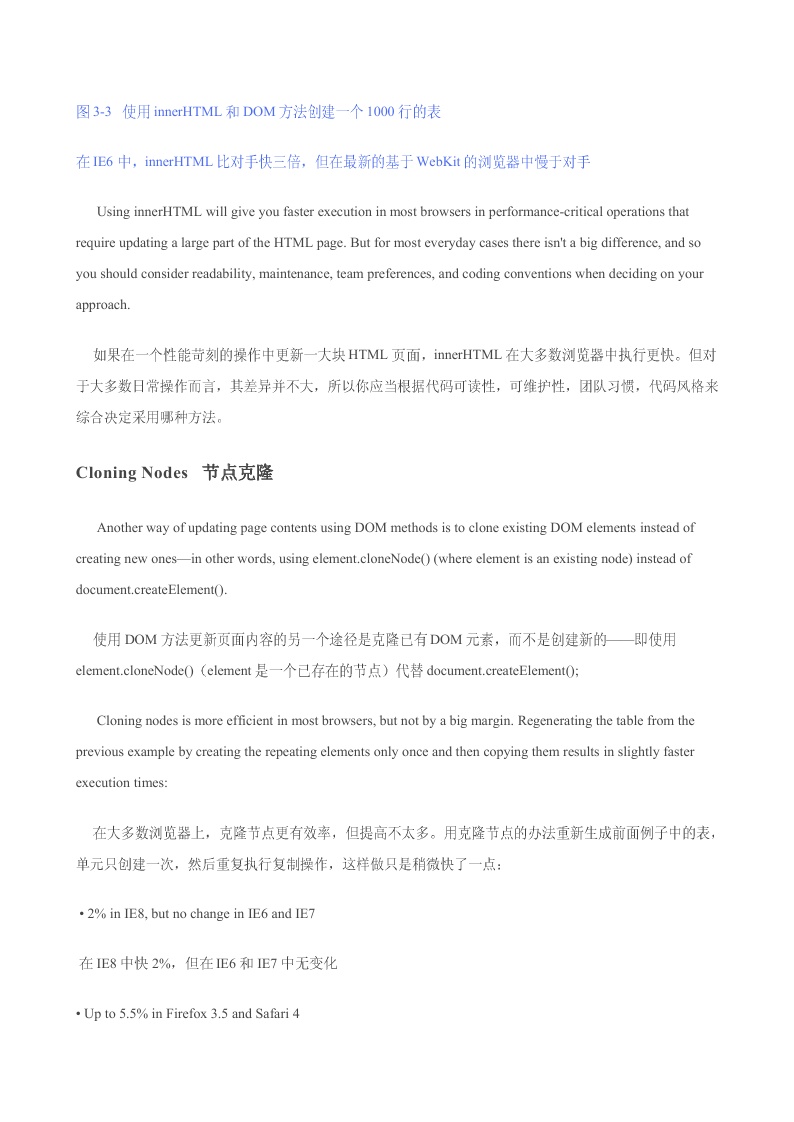 图 3-3 使用 innerHTML 和 DOM 方法创建一个 1000 行的表
在 IE6 中，innerHTML 比对手快三倍，但在最新的基于 WebKit 的浏览器中慢于对手
Using innerHTML will give you faster execution in most browsers in performance-critical operations that
require updating a large part of the HTML page. But for most everyday cases there isn't a big difference, and so
you should consider readability, maintenance, team preferences, and coding conventions when deciding on your
approach.
如果在一个性能苛刻的操作中更新一大块 HTML 页面，innerHTML 在大多数浏览器中执行更快。但对
于大多数日常操作而言，其差异并不大，所以你应当根据代码可读性，可维护性，团队习惯，代码风格来
综合决定采用哪种方法。
Cloning Nodes 节点克隆
Another way of updating page contents using DOM methods is to clone existing DOM elements instead of
creating new ones—in other words, using element.cloneNode() (where element is an existing node) instead of
document.createElement().
使用 DOM 方法更新页面内容的另一个途径是克隆已有 DOM 元素，而不是创建新的——即使用
element.cloneNode()（element 是一个已存在的节点）代替 document.createElement();
Cloning nodes is more efficient in most browsers, but not by a big margin. Regenerating the table from the
previous example by creating the repeating elements only once and then copying them results in slightly faster
execution times:
在大多数浏览器上，克隆节点更有效率，但提高不太多。用克隆节点的办法重新生成前面例子中的表，
单元只创建一次，然后重复执行复制操作，这样做只是稍微快了一点：
• 2% in IE8, but no change in IE6 and IE7
在 IE8 中快 2%，但在 IE6 和 IE7 中无变化
• Up to 5.5% in Firefox 3.5 and Safari 4